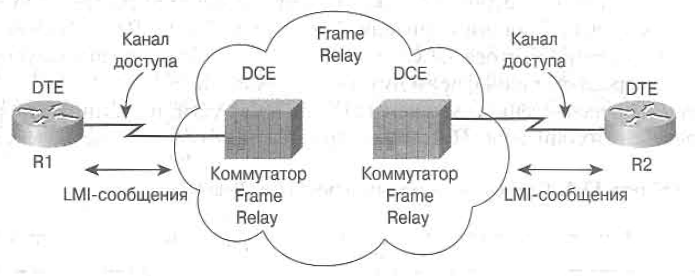 Канал
доступа
Frame
Relay
Канал
доступа
DTE
DCE
DCE
DTE
R1
R2
LMI-сообщения
Коммутатор
Frame
Relay
Коммутатор
Frame
Relay
LMI-сообщения